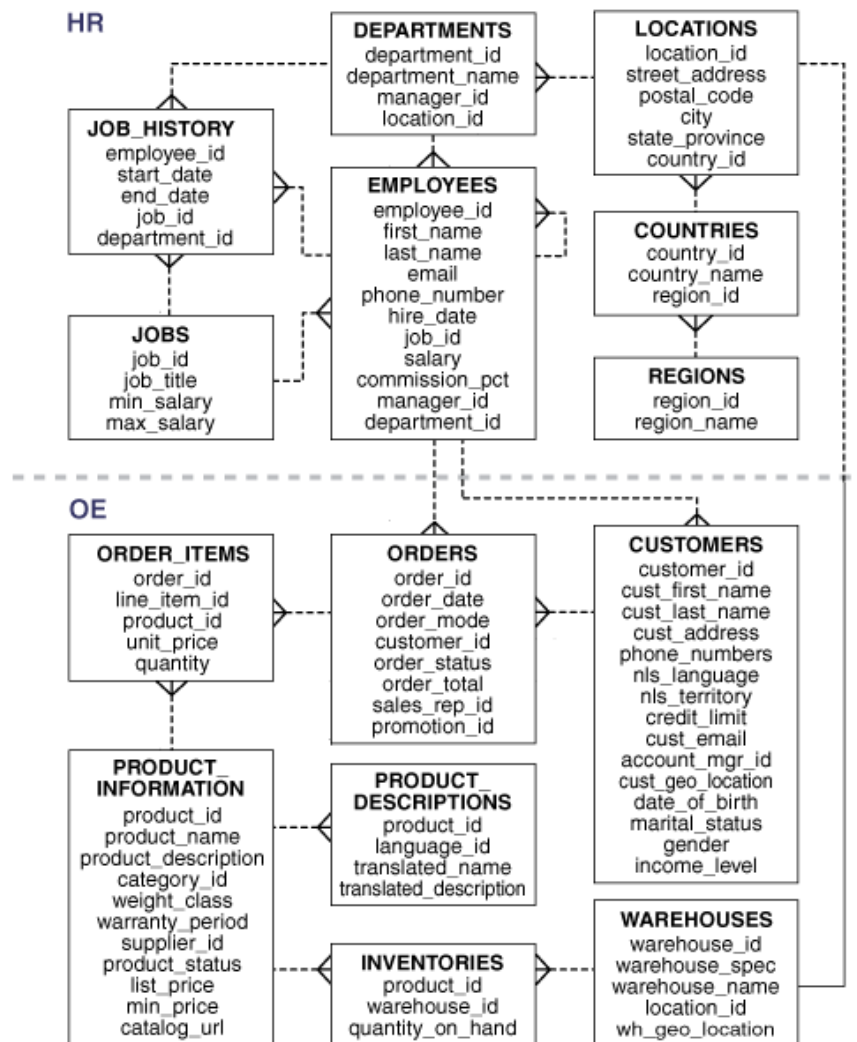 HR
DEPARTMENTS
department_id
department_name
manager_id
location_id
LOCATIONS
location_id
street_address
postal_code
city
state_province
country_id
JOB_HISTORY
employee_id
start_date
end_date
job_id
department_id
EMPLOYEES
employee_id
first_name
last_name
email
phone_number
hire_date
job_id
salary
commission_pct
manager_id
department_id
COUNTRIES
country_id
country_name
region_id
JOBS
job_id
job_title
min_salary
max_salary
REGIONS
region_id
region_name
OE
ORDER_ITEMS
order_id
line_item_id
product_id
unit_price
quantity
ORDERS
order_id
order_date
order_mode
customer_id
order_status
order_total
sales_rep_id
promotion_id
CUSTOMERS
customer_id
cust_first_name
cust_last_name
cust_address
phone_numbers
nls_language
nls_territory
credit_limit
cust_email
account_mgr_id
cust_geo_location
date_of_birth
marital_status
gender
income_level
PRODUCT_
INFORMATION
product_id
product_name
product_description
category_id
weight_class
warranty_period
supplier_id
product_status
list_price
min_price
catalog_url
PRODUCT_
DESCRIPTIONS
product_id
language_id
translated_name
translated_description
INVENTORIES
product_id
warehouse_id
quantity_on_hand
WAREHOUSES
warehouse_id
warehouse_spec
warehouse_name
location_id
wh_geo_location